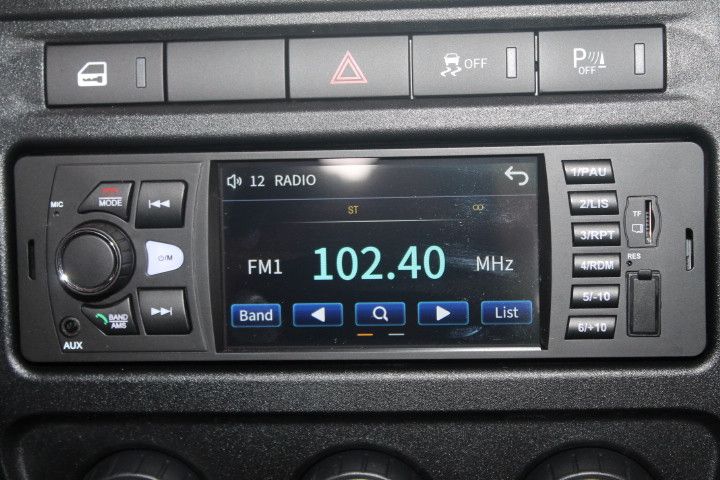 OFF
P
OFF
12 RADIO
ST
FM1 102.40 MHz
Band
List
MIC
MODE
⏻/M
BAND
AMS
AUX
1/PAU
2/LIS
3/RPT
4/RDM
5/-10
6/+10
TF
RES